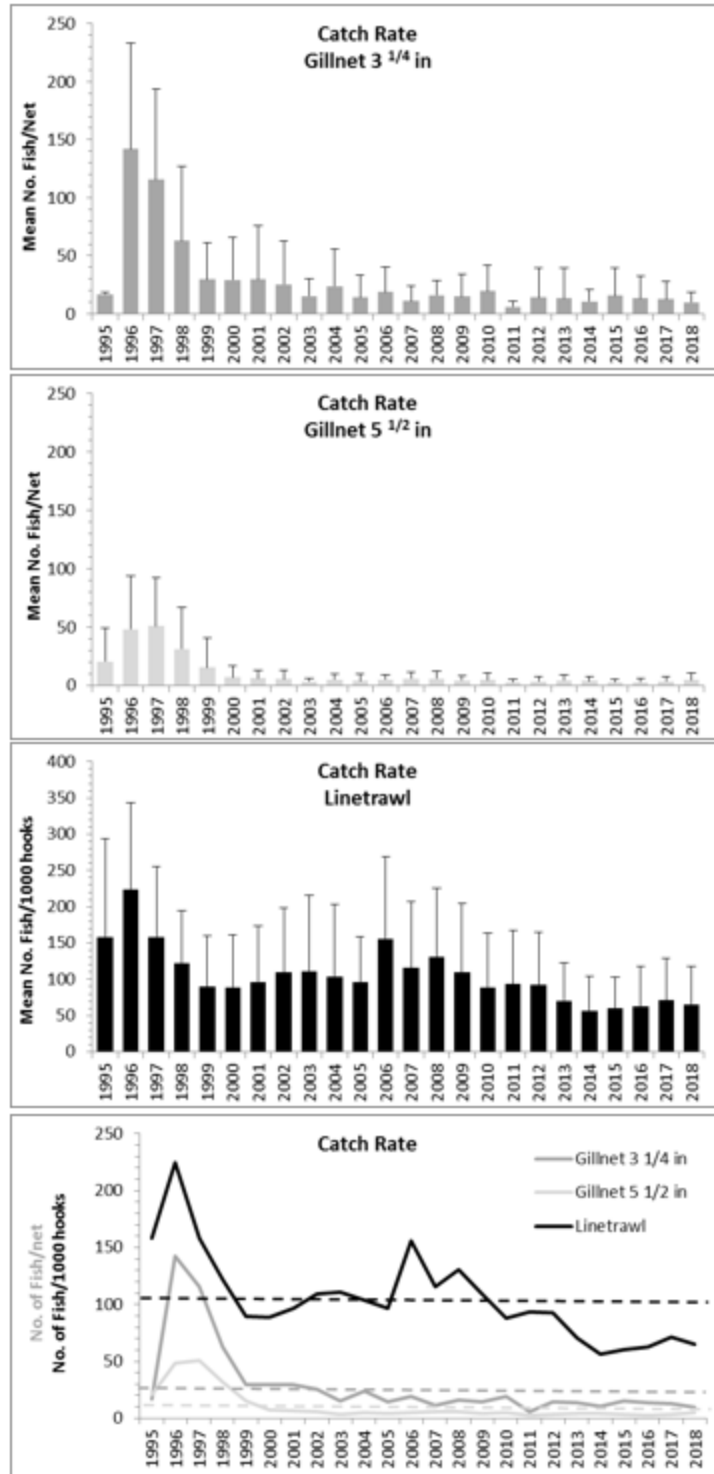 Catch Rate
Gillnet 3 1/4 in
Mean No. Fish/Net
250
200
150
100
50
0
1995 1996 1997 1998 1999 2000 2001 2002 2003 2004 2005 2006 2007 2008 2009 2010 2011 2012 2013 2014 2015 2016 2017 2018
Catch Rate
Gillnet 5 1/2 in
Mean No. Fish/Net
250
200
150
100
50
0
1995 1996 1997 1998 1999 2000 2001 2002 2003 2004 2005 2006 2007 2008 2009 2010 2011 2012 2013 2014 2015 2016 2017 2018
Catch Rate
Linetrawl
Mean No. Fish/1000 hooks
400
350
300
250
200
150
100
50
0
1995 1996 1997 1998 1999 2000 2001 2002 2003 2004 2005 2006 2007 2008 2009 2010 2011 2012 2013 2014 2015 2016 2017 2018
Catch Rate
Gillnet 3 1/4 in
Gillnet 5 1/2 in
Linetrawl
No. of Fish/net
No. of Fish/1000 hooks
250
200
150
100
50
0
1995 1996 1997 1998 1999 2000 2001 2002 2003 2004 2005 2006 2007 2008 2009 2010 2011 2012 2013 2014 2015 2016 2017 2018